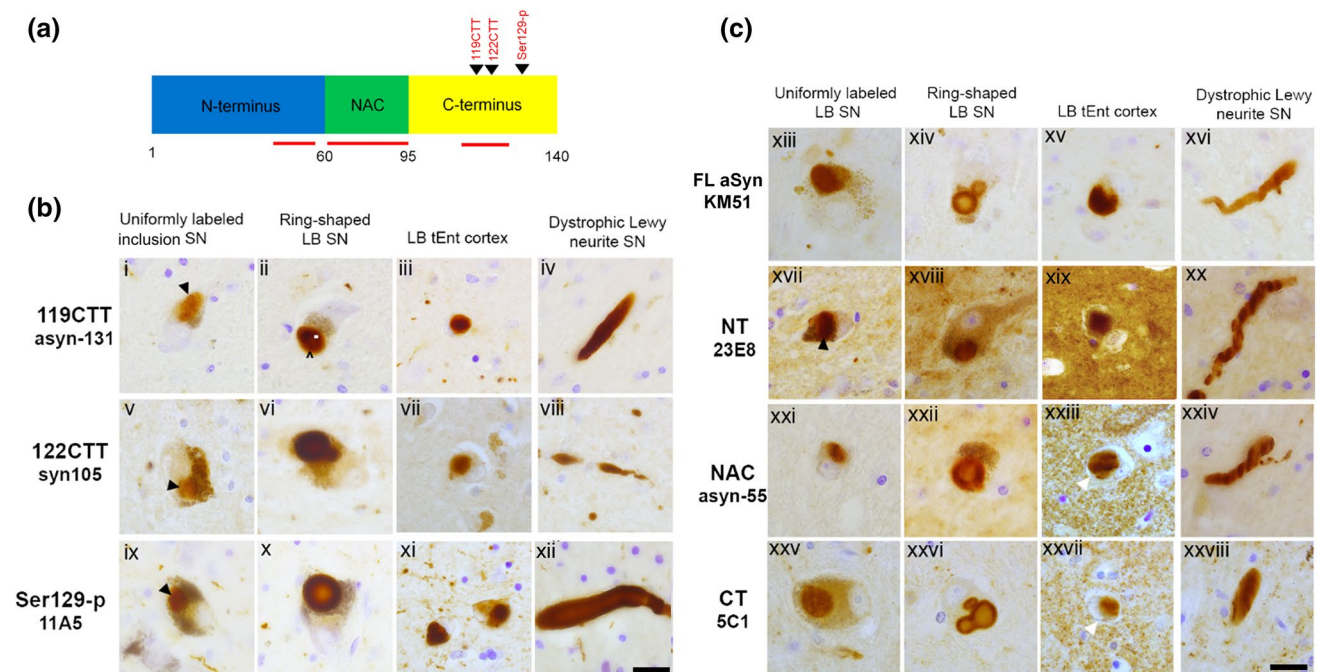 (a)
119CTT
122CTT
Ser129-p
N-terminus
NAC
C-terminus
1
60
95
140
(b)
Uniformly labeled
inclusion SN
Ring-shaped
LB SN
LB tEnt cortex
Dystrophic Lewy
neurite SN
119CTT
asyn-131
i
ii
iii
iv
122CTT
syn105
v
vi
vii
viii
Ser129-p
11A5
ix
x
xi
xii
(c)
Uniformly labeled
LB SN
Ring-shaped
LB SN
LB tEnt cortex
Dystrophic Lewy
neurite SN
FL aSyn
KM51
xiii
xiv
xv
xvi
NT
23E8
xvii
xviii
xix
xx
NAC
asyn-55
xxi
xxii
xxiii
xxiv
CT
5C1
xxv
xxvi
xxvii
xxviii